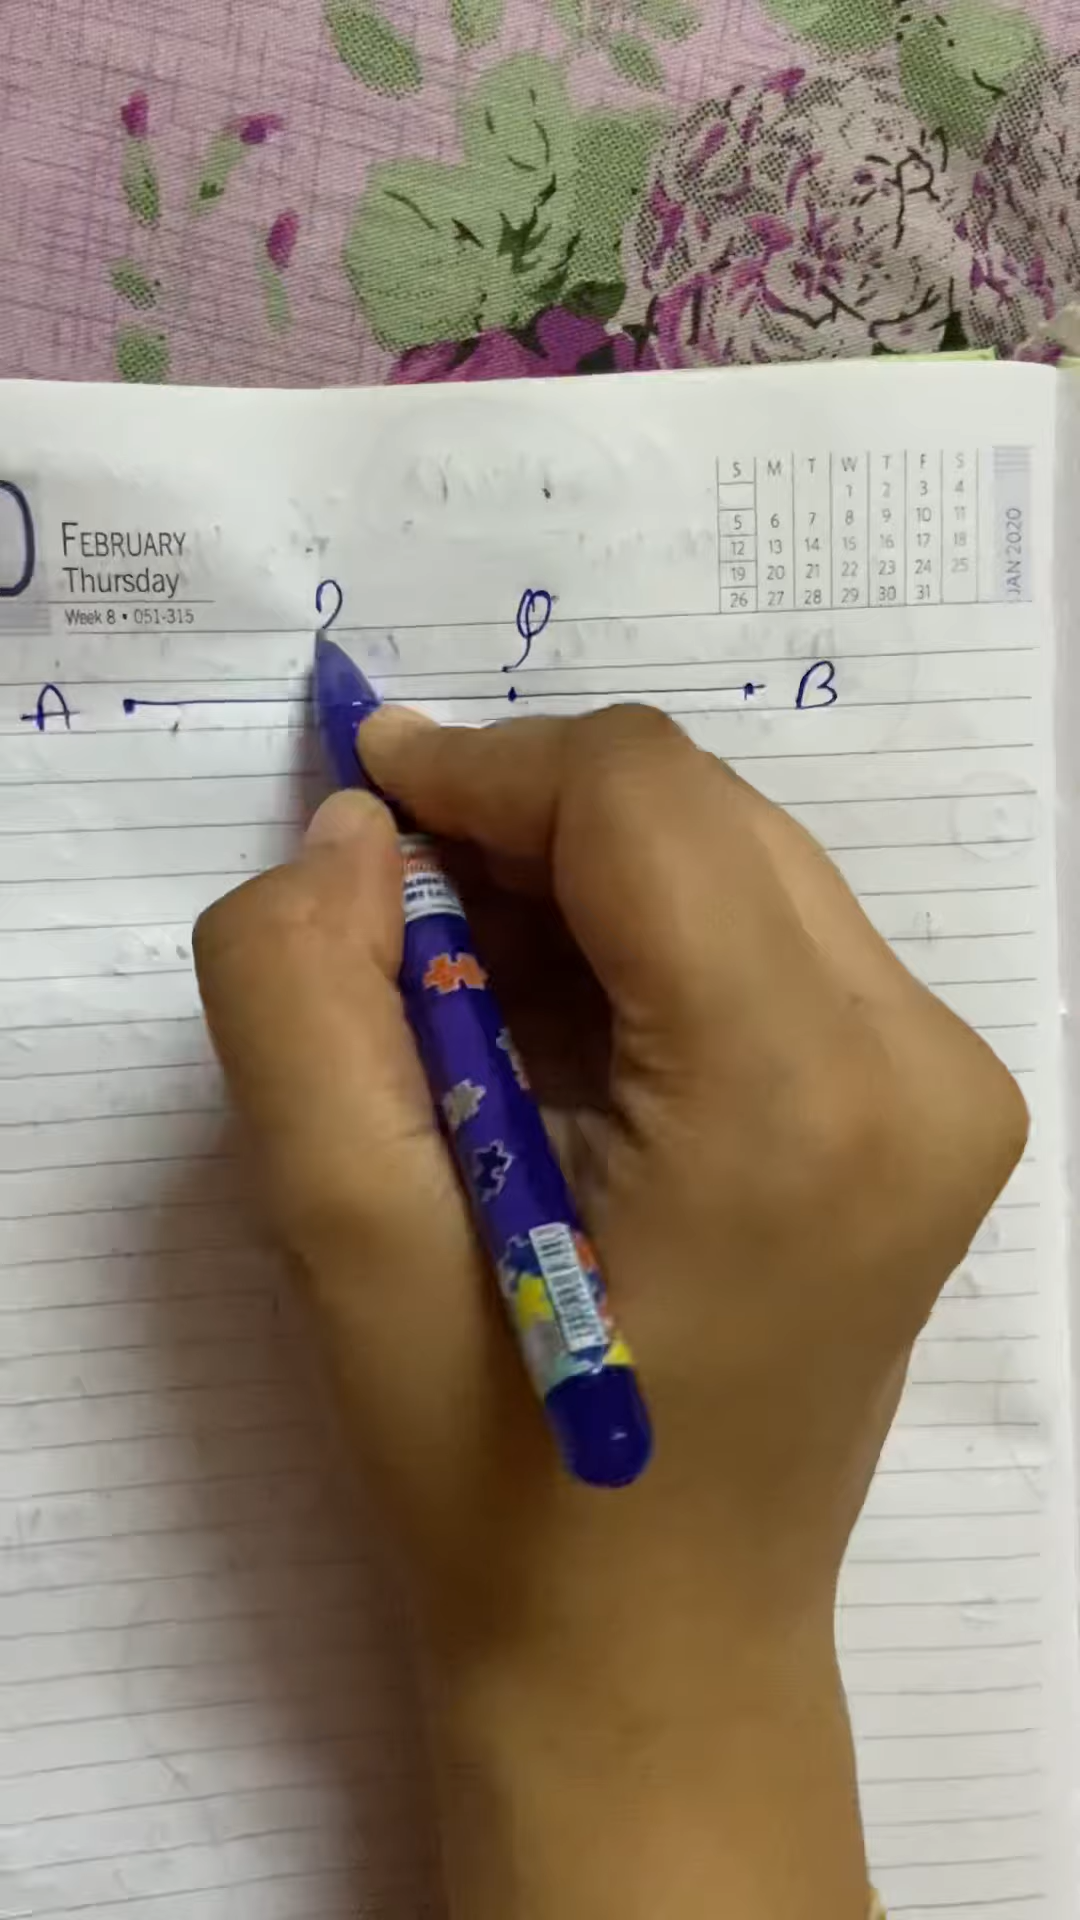 FEBRUARY
Thursday
Week 8 • 051-315
S M T W T F S
1 2 3 4
5 6 7 8 9 10 11
12 13 14 15 16 17 18
19 20 21 22 23 24 25
26 27 28 29 30 31
JAN 2020
P
A B